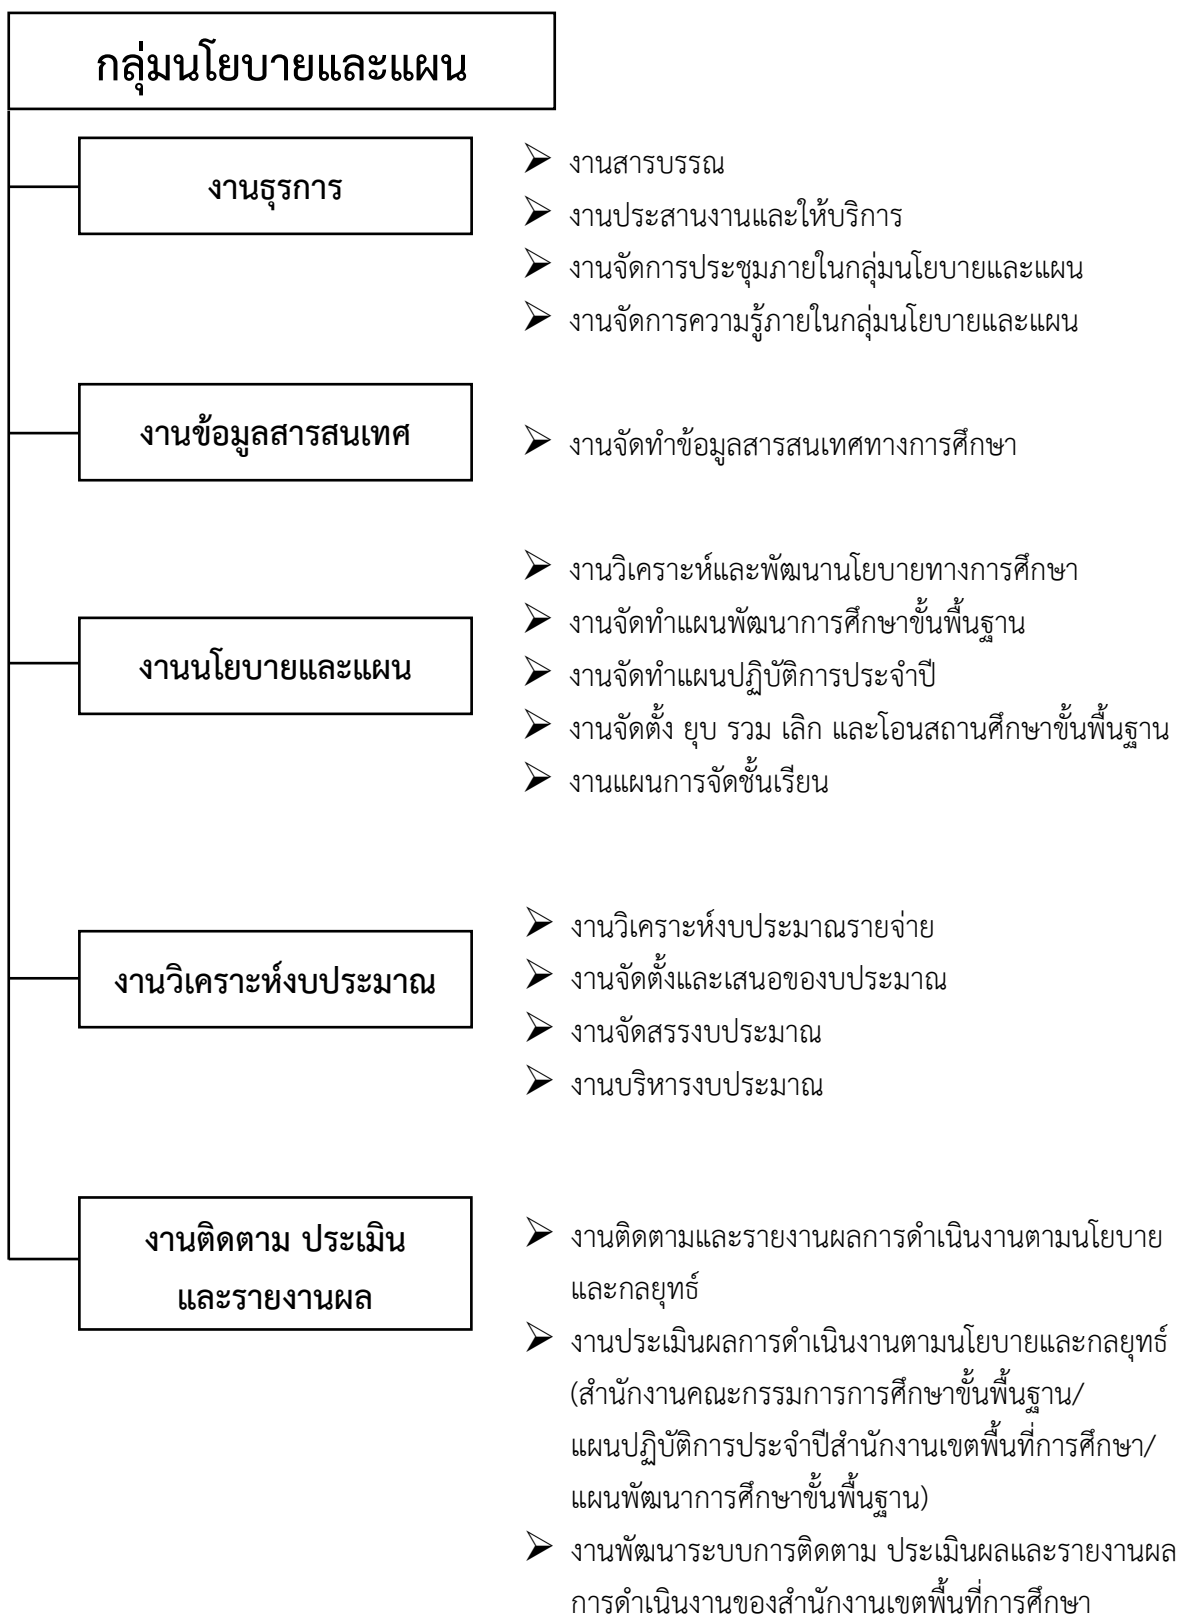 กลุ่มนโยบายและแผน
งานธุรการ
งานสารบรรณ
งานประสานงานและให้บริการ
งานจัดการประชุมภายในกลุ่มนโยบายและแผน
งานจัดการความรู้ภายในกลุ่มนโยบายและแผน
งานข้อมูลสารสนเทศ
งานจัดทำข้อมูลสารสนเทศทางการศึกษา
งานนโยบายและแผน
งานวิเคราะห์และพัฒนานโยบายทางการศึกษา
งานจัดทำแผนพัฒนาการศึกษาขั้นพื้นฐาน
งานจัดทำแผนปฏิบัติการประจำปี
งานจัดตั้ง ยุบ รวม เลิก และโอนสถานศึกษาขั้นพื้นฐาน
งานแผนการจัดชั้นเรียน
งานวิเคราะห์งบประมาณ
งานวิเคราะห์งบประมาณรายจ่าย
งานจัดตั้งและเสนอของบประมาณ
งานจัดสรรงบประมาณ
งานบริหารงบประมาณ
งานติดตาม ประเมิน
และรายงานผล
งานติดตามและรายงานผลการดำเนินงานตามนโยบาย
และกลยุทธ์
งานประเมินผลการดำเนินงานตามนโยบายและกลยุทธ์
(สำนักงานคณะกรรมการการศึกษาขั้นพื้นฐาน/
แผนปฏิบัติการประจำปีสำนักงานเขตพื้นที่การศึกษา/
แผนพัฒนาการศึกษาขั้นพื้นฐาน)
งานพัฒนาระบบการติดตาม ประเมินผลและรายงานผล
การดำเนินงานของสำนักงานเขตพื้นที่การศึกษา